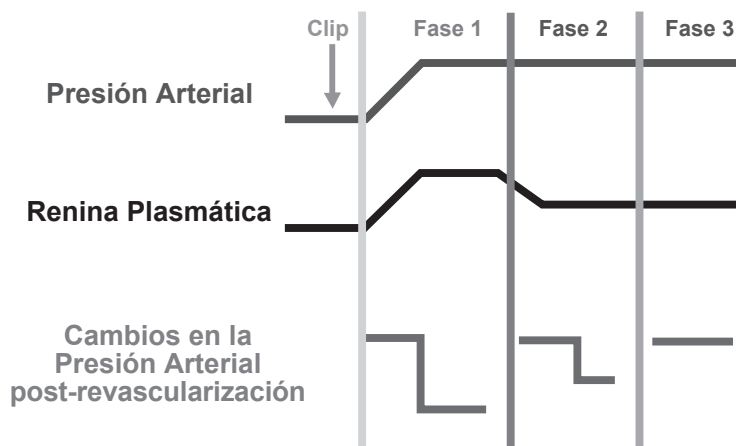 Clip
Fase 1
Fase 2
Fase 3
Presión Arterial
Renina Plasmática
Cambios en la
Presión Arterial
post-revascularización